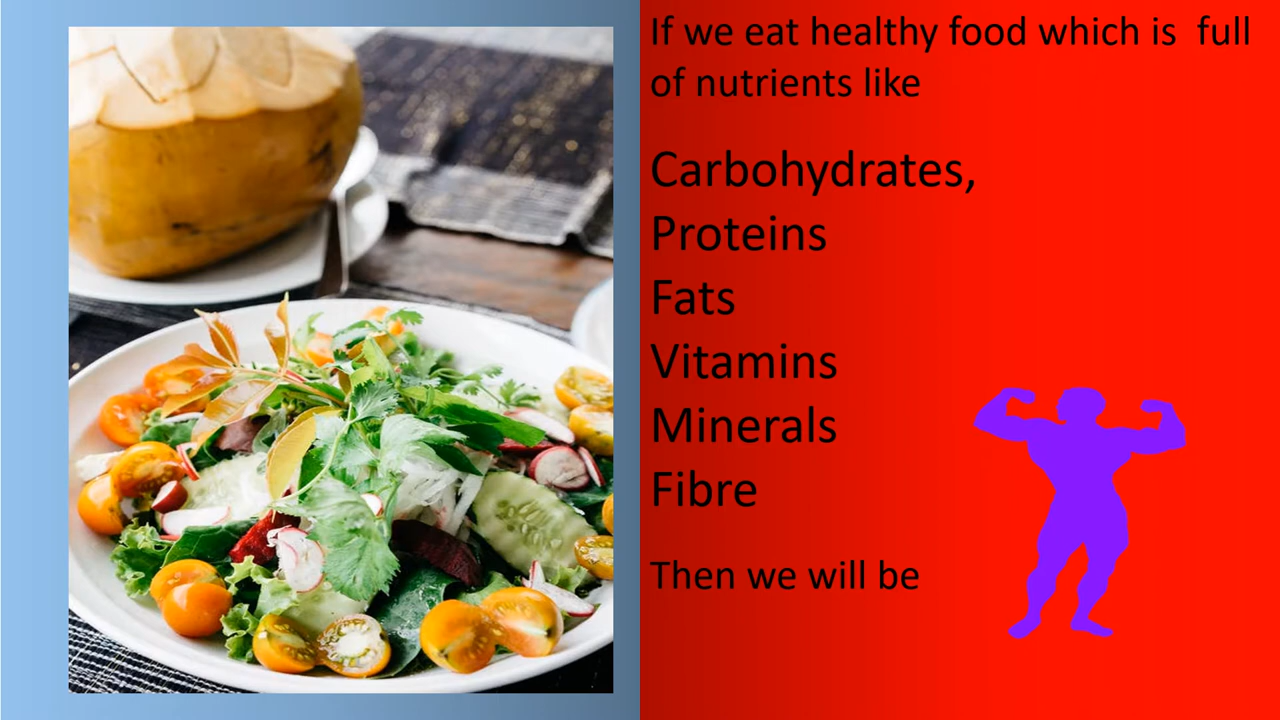 If we eat healthy food which is  full
of nutrients like
Carbohydrates,
Proteins
Fats
Vitamins
Minerals
Fibre
Then we will be